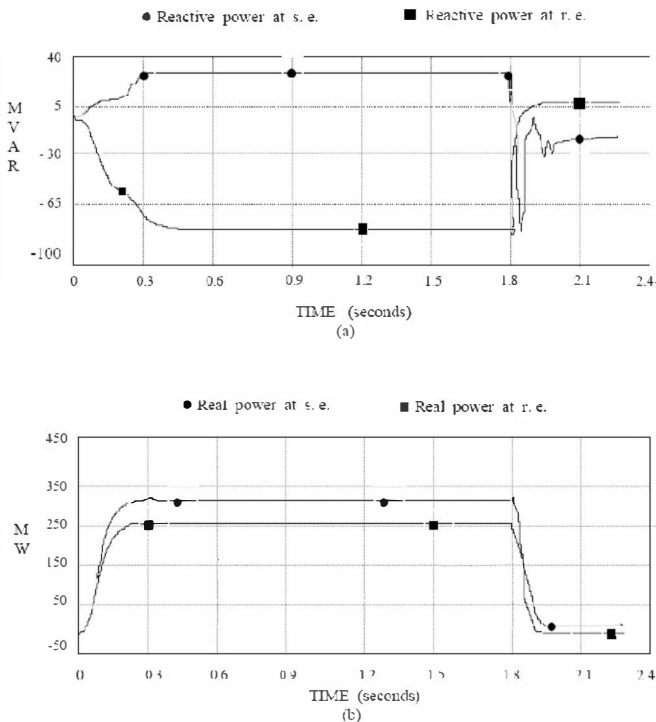 Reactive power at s. e.
Reactive power at r. e.
40
5
-30
-65
-100
M
V
A
R
0
0.3
0.6
0.9
1.2
1.5
1.8
2.1
2.4
TIME (seconds)
(a)
Real power at s. e.
Real power at r. e.
450
350
250
150
50
-50
M
W
0
0.3
0.6
0.9
1.2
1.5
1.8
2.1
2.4
TIME (seconds)
(b)